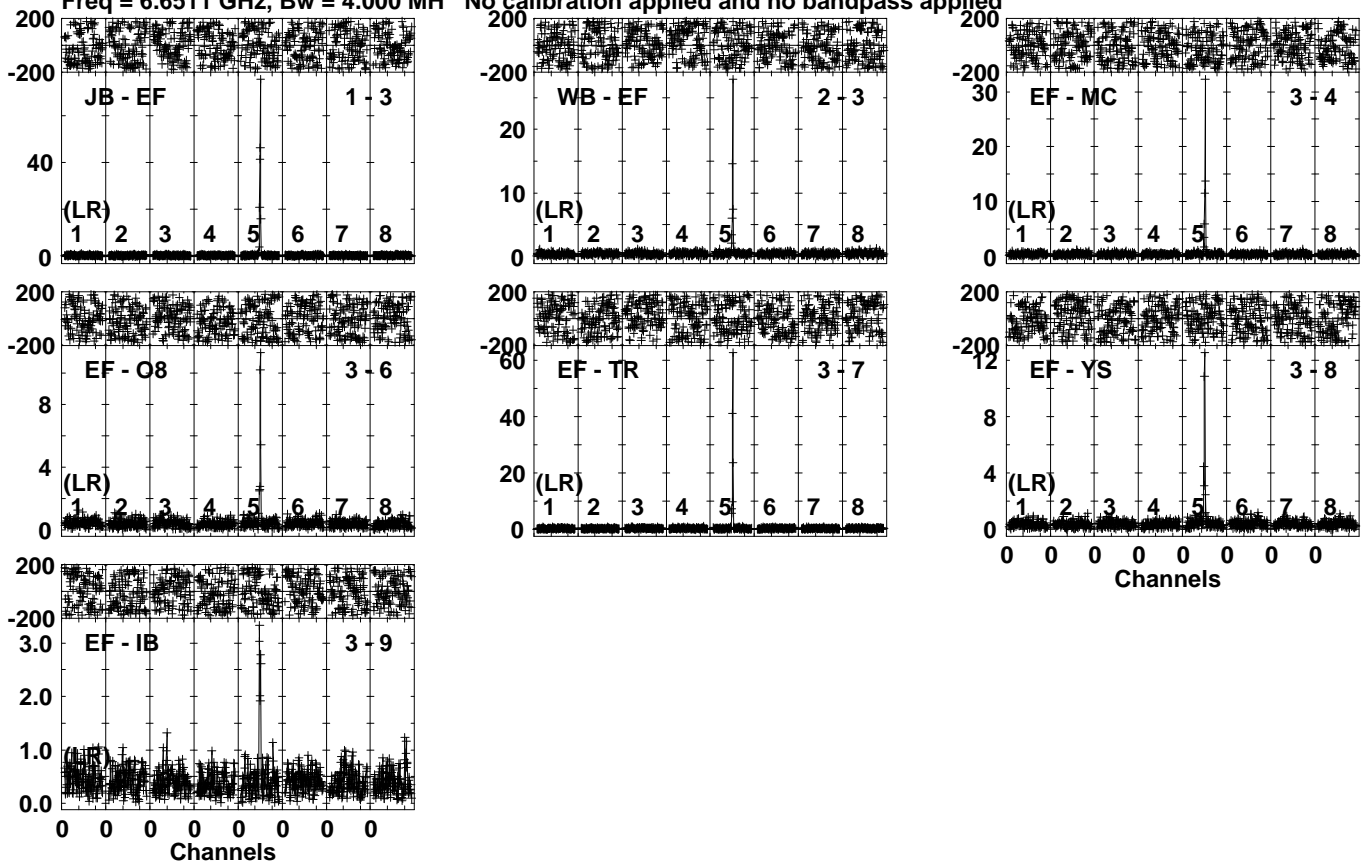 Freq = 6.6511 GHz, Bw = 4.000 MH No calibration applied and no bandpass applied
200
-200
JB - EF 1 - 3
40
(LR)
1 2 3 4 5 6 7 8
0
200
-200
WB - EF 2 - 3
20
10
(LR)
1 2 3 4 5 6 7 8
0
200
-200
30
EF - MC 3 - 4
20
10
(LR)
1 2 3 4 5 6 7 8
0
200
-200
EF - O8 3 - 6
8
4
(LR)
1 2 3 4 5 6 7 8
0
200
-200
60
EF - TR 3 - 7
40
20
(LR)
1 2 3 4 5 6 7 8
0
200
-200
12
EF - YS 3 - 8
8
4
(LR)
1 2 3 4 5 6 7 8
0
0 0 0 0 0 0 0 0
Channels
200
-200
3.0
EF - IB 3 - 9
2.0
1.0
(LR)
0.0
0 0 0 0 0 0 0 0
Channels